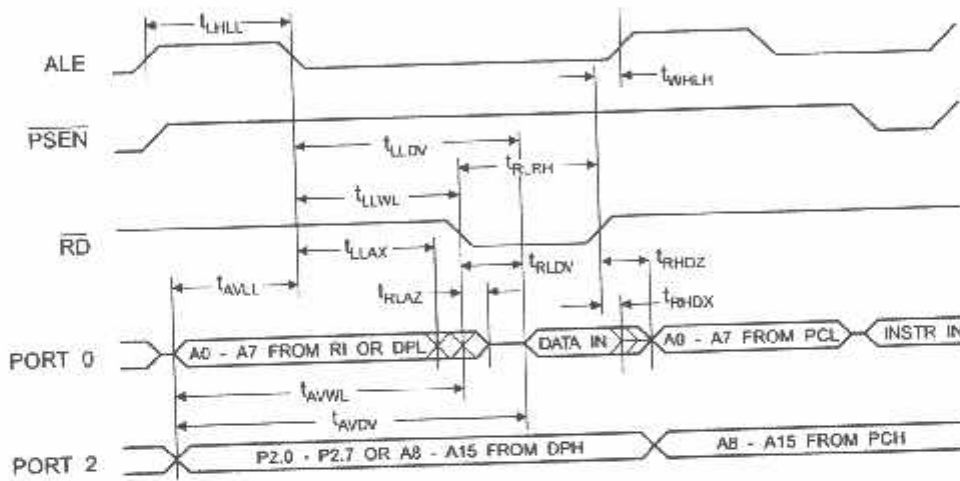 tLHLL
ALE
tWHLH
PSEN
tLLDV
tRLRH
tLLWL
RD
tLLAX
tRLDV
tRHDZ
tAVLL
tRLAZ
tRHDX
PORT 0
A0 - A7 FROM RI OR DPL
DATA IN
A0 - A7 FROM PCL
INSTR IN
tAVWL
tAVDV
PORT 2
P2.0 - P2.7 OR A8 - A15 FROM DPH
A8 - A15 FROM PCH